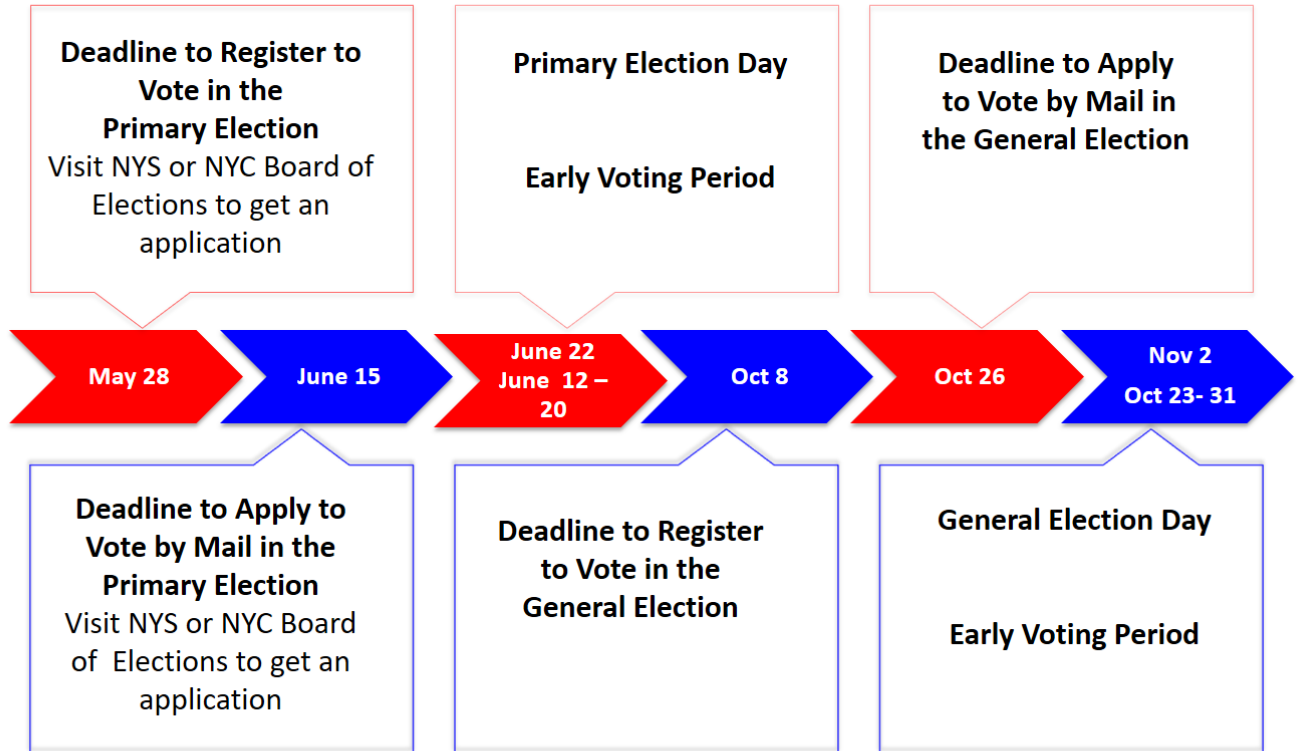 Deadline to Register to
Vote in the
Primary Election
Visit NYS or NYC Board of
Elections to get an
application
Primary Election Day
Early Voting Period
Deadline to Apply
to Vote by Mail in
the General Election
May 28
June 15
June 22
June 12 –
20
Oct 8
Oct 26
Nov 2
Oct 23- 31
Deadline to Apply to
Vote by Mail in the
Primary Election
Visit NYS or NYC Board
of Elections to get an
application
Deadline to Register
to Vote in the
General Election
General Election Day
Early Voting Period